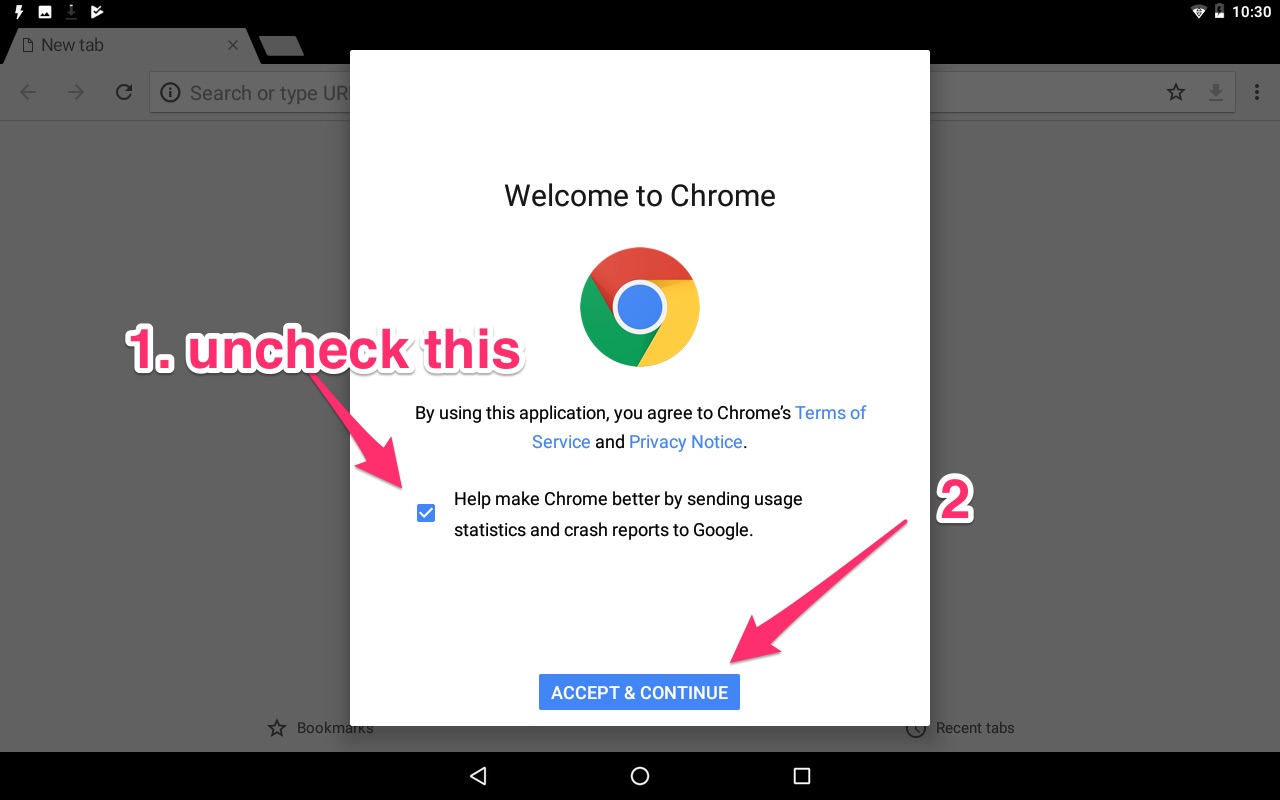 10:30
New tab
Search or type UR
Welcome to Chrome
1. uncheck this
By using this application, you agree to Chrome’s Terms of
Service and Privacy Notice.
Help make Chrome better by sending usage
statistics and crash reports to Google.
2
ACCEPT & CONTINUE
Bookmarks
Recent tabs